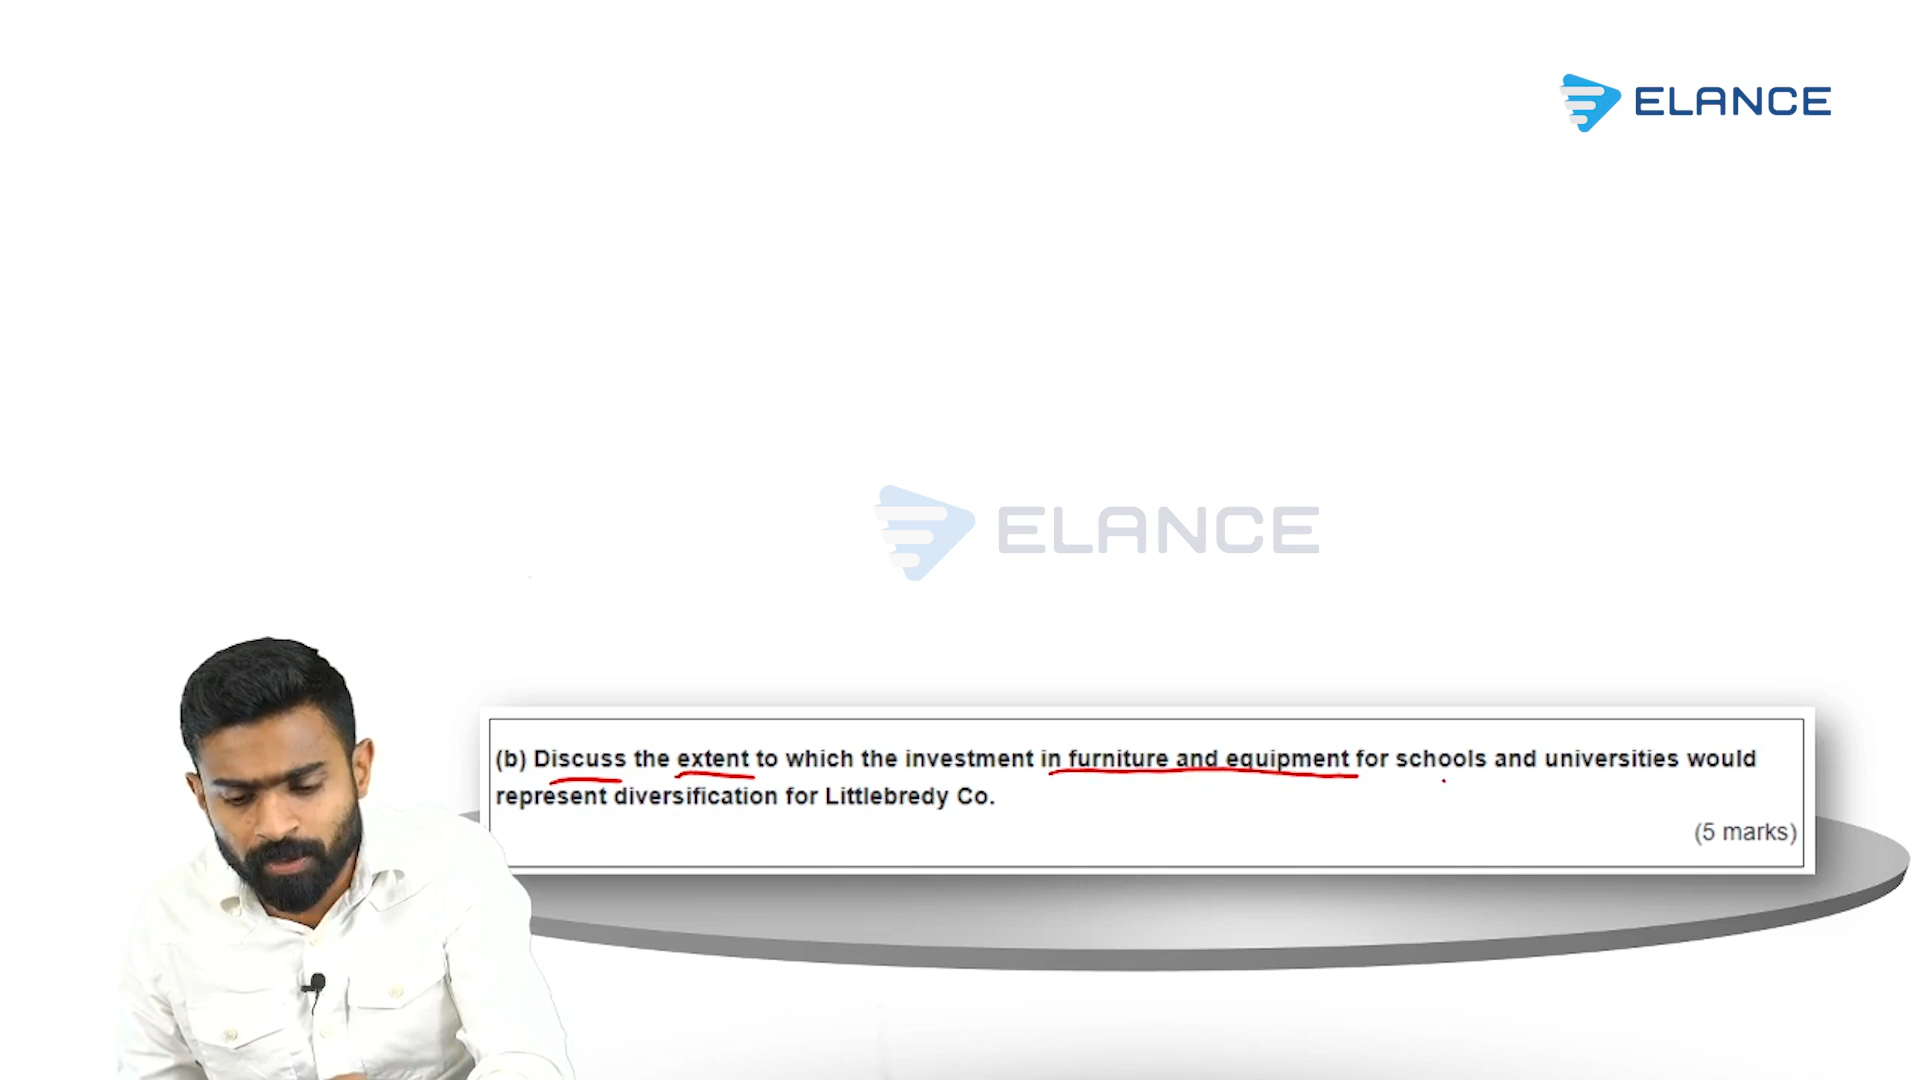 ELANCE
ELANCE
(b) Discuss the extent to which the investment in furniture and equipment for schools and universities would
represent diversification for Littlebredy Co.
(5 marks)